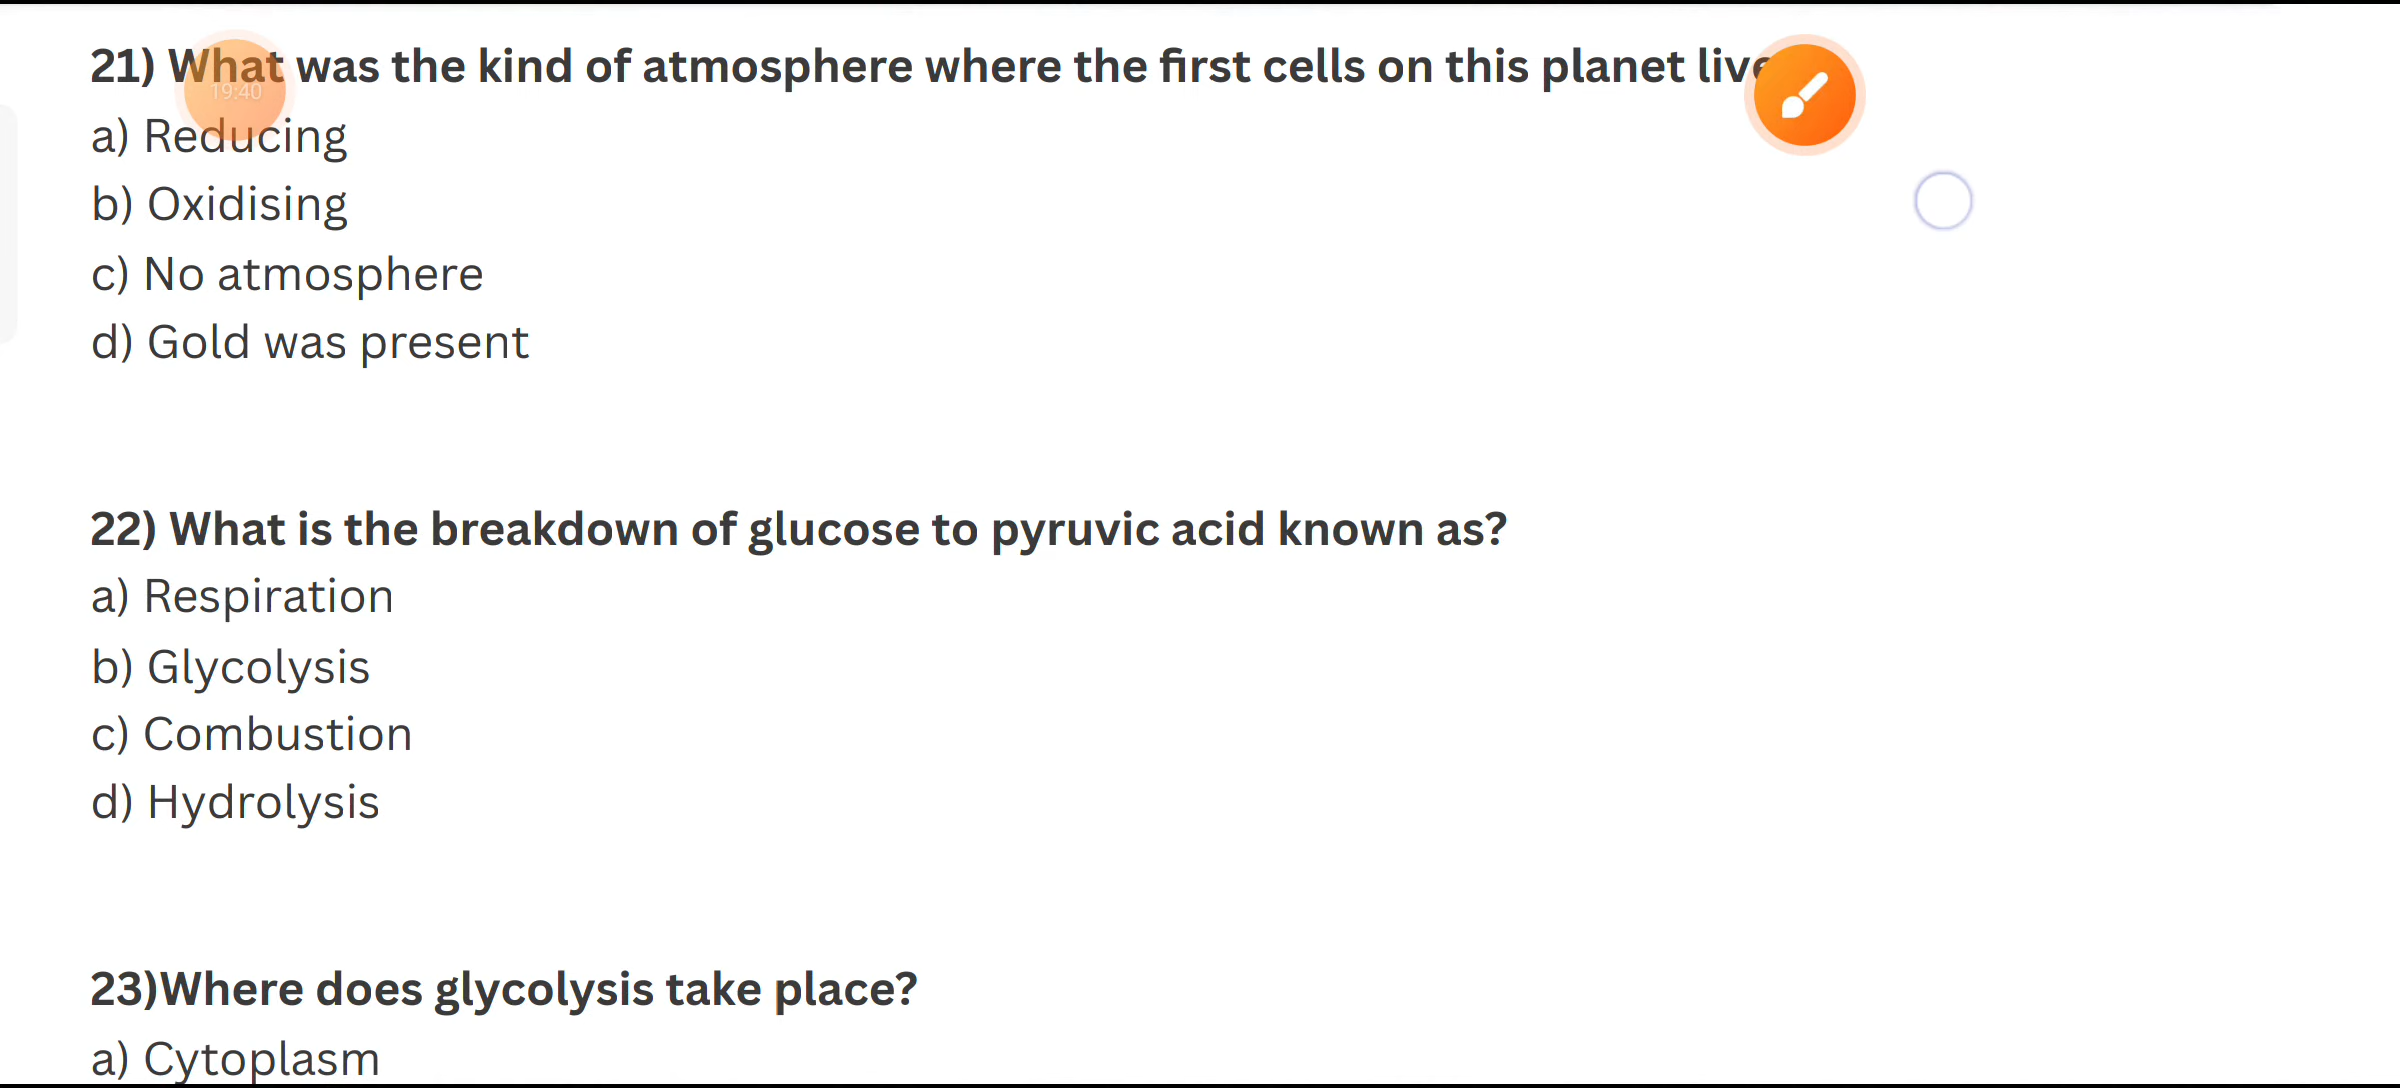 21) What was the kind of atmosphere where the first cells on this planet
19:40
a) Reducing
b) Oxidising
c) No atmosphere
d) Gold was present
22) What is the breakdown of glucose to pyruvic acid known as?
a) Respiration
b) Glycolysis
c) Combustion
d) Hydrolysis
23)Where does glycolysis take place?
a) Cytoplasm